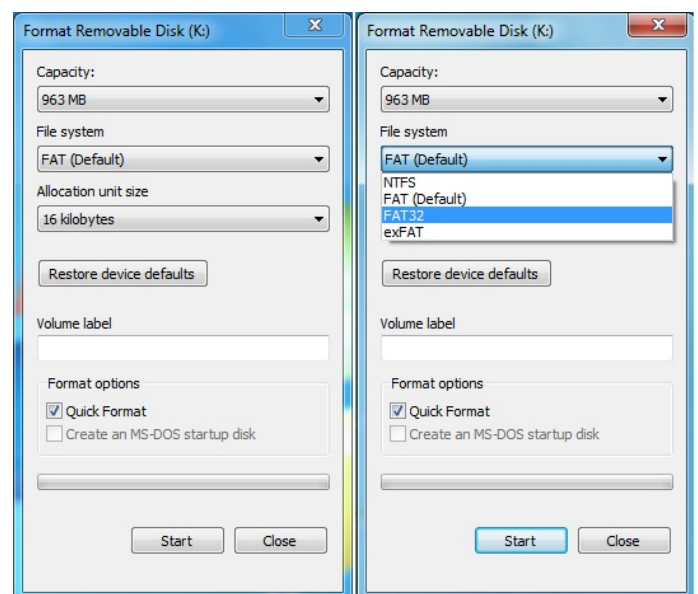 Format Removable Disk (K:)
Capacity:
963 MB
File system
FAT (Default)
Allocation unit size
16 kilobytes
Restore device defaults
Volume label
Format options
Quick Format
Create an MS-DOS startup disk
Start
Close
Format Removable Disk (K:)
Capacity:
963 MB
File system
FAT (Default)
NTFS
FAT (Default)
FAT32
exFAT
Restore device defaults
Volume label
Format options
Quick Format
Create an MS-DOS startup disk
Start
Close